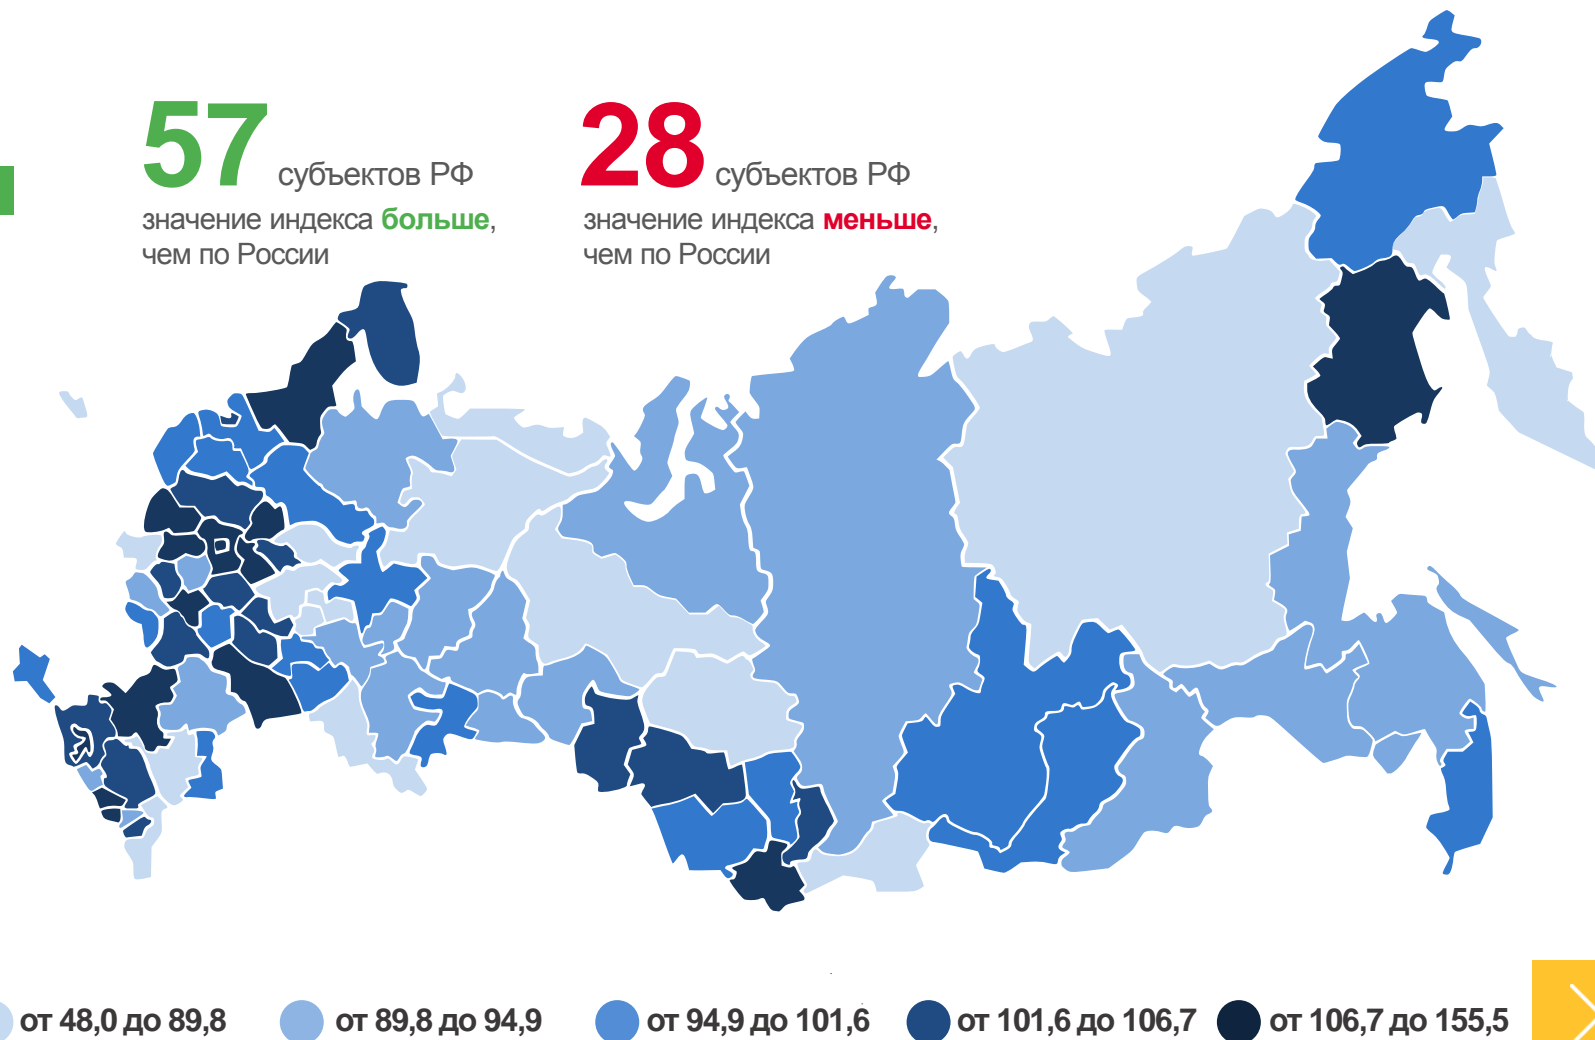 57 субъектов РФ
значение индекса больше,
чем по России
28 субъектов РФ
значение индекса меньше,
чем по России
от 48,0 до 89,8
от 89,8 до 94,9
от 94,9 до 101,6
от 101,6 до 106,7
от 106,7 до 155,5